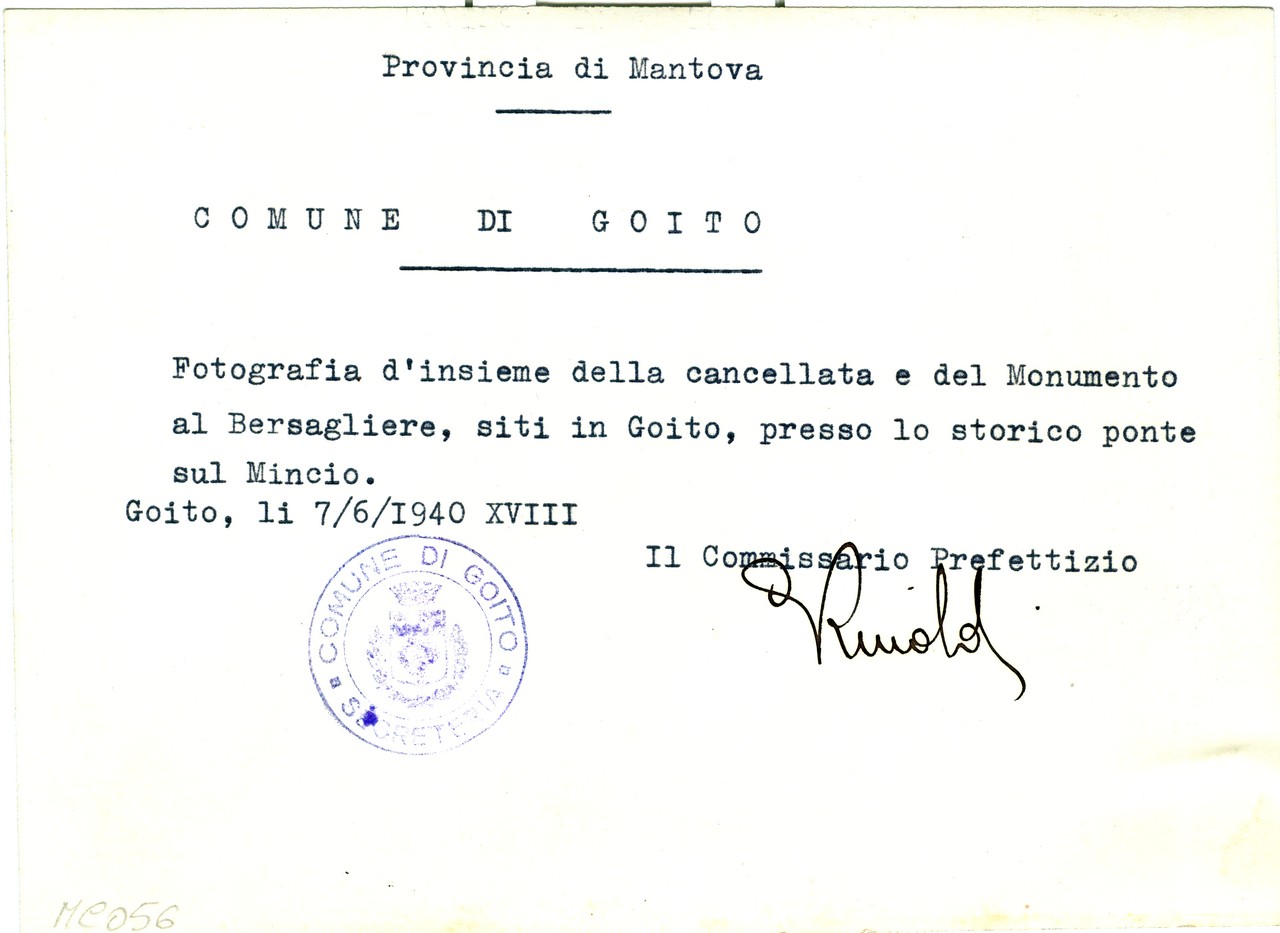 Provincia di Mantova
COMUNE DI GOITO
Fotografia d'insieme della cancellata e del Monumento
al Bersagliere, siti in Goito, presso lo storico ponte
sul Mincio.
Goito, li 7/6/I940 XVIII
Il Commissario Prefettizio
COMUNE DI GOITO
SEGRETERIA
MC056